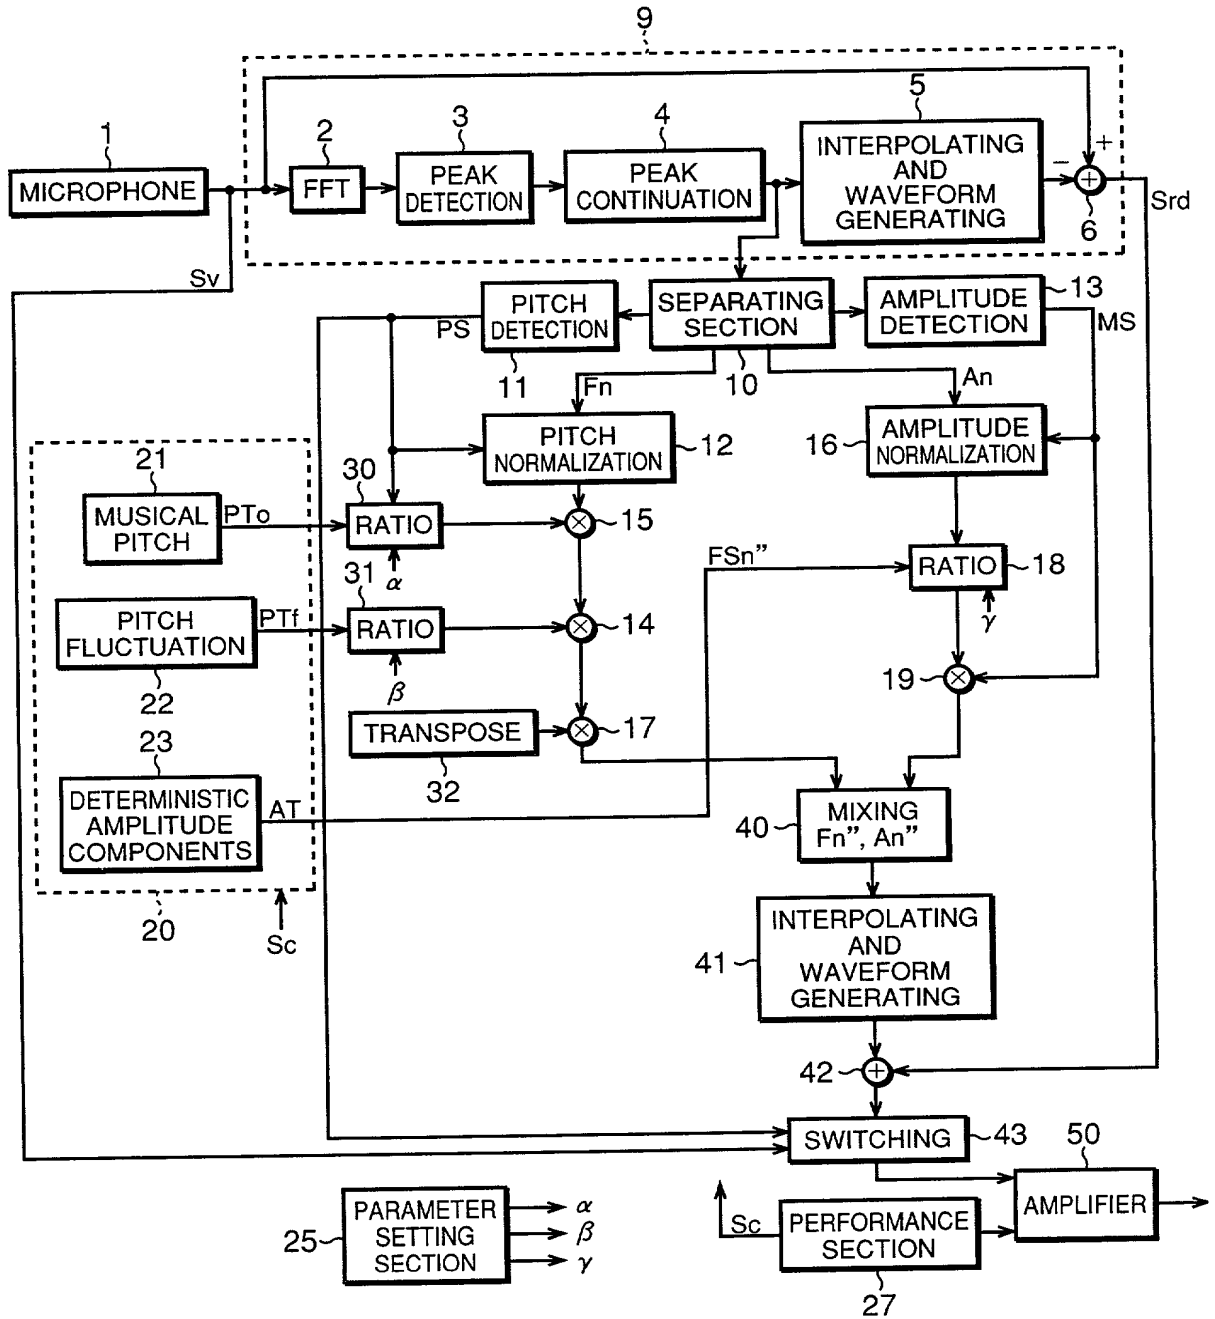 9
1
MICROPHONE
2
FFT
3
PEAK
DETECTION
4
PEAK
CONTINUATION
5
INTERPOLATING
AND
WAVEFORM
GENERATING
+
−
+
6
Srd
Sv
PS
PITCH
DETECTION
11
SEPARATING
SECTION
10
AMPLITUDE
DETECTION
13
MS
Fn
An
PITCH
NORMALIZATION
12
16
AMPLITUDE
NORMALIZATION
21
MUSICAL
PITCH
PTo
30
RATIO
α
×
15
FSn”
RATIO
18
γ
PITCH
FLUCTUATION
22
PTf
31
RATIO
β
×
14
19
×
TRANSPOSE
32
×
17
23
DETERMINISTIC
AMPLITUDE
COMPONENTS
AT
20
Sc
40
MIXING
Fn”, An”
41
INTERPOLATING
AND
WAVEFORM
GENERATING
42
+
SWITCHING
43
50
AMPLIFIER
25
PARAMETER
SETTING
SECTION
α
β
γ
Sc
PERFORMANCE
SECTION
27